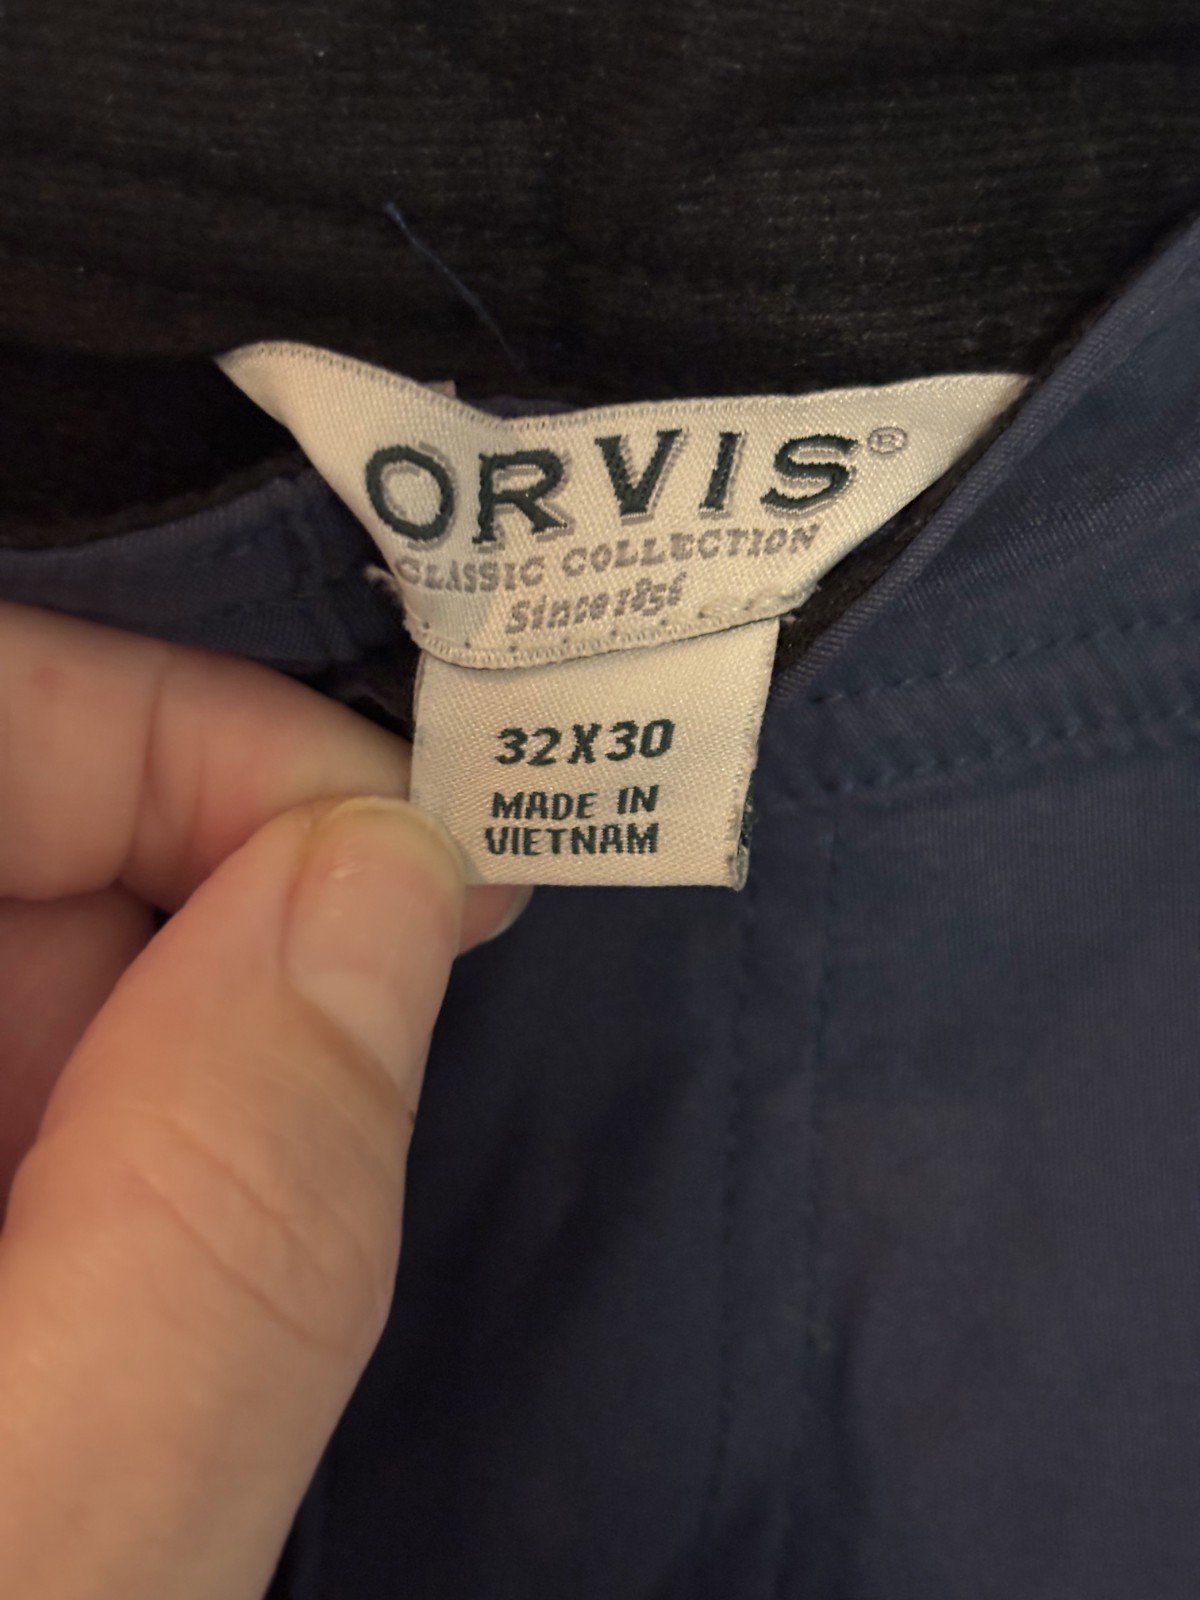 ORVIS®
CLASSIC COLLECTION
Since 1856
32X30
MADE IN
VIETNAM